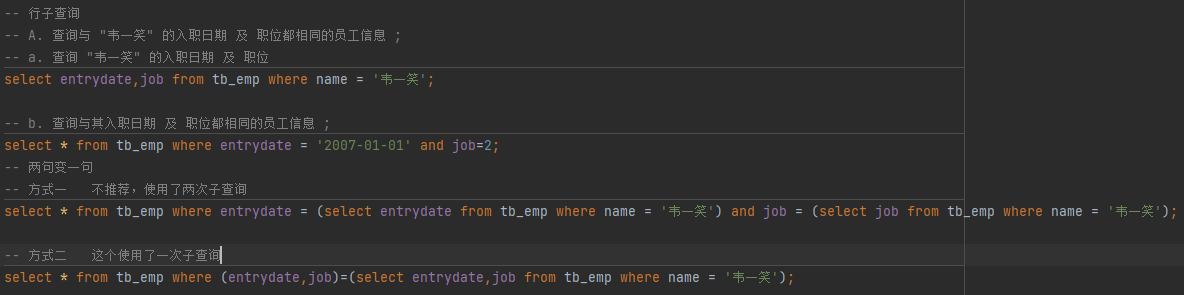 -- 行子查询
-- A. 查询与 "韦一笑" 的入职日期 及 职位都相同的员工信息 ;
-- a. 查询 "韦一笑" 的入职日期 及 职位
select entrydate,job from tb_emp where name = '韦一笑';
-- b. 查询与其入职日期 及 职位都相同的员工信息 ;
select * from tb_emp where entrydate = '2007-01-01' and job=2;
-- 两句变一句
-- 方式一   不推荐，使用了两次子查询
select * from tb_emp where entrydate = (select entrydate from tb_emp where name = '韦一笑') and job = (select job from tb_emp where name = '韦一笑');
-- 方式二   这个使用了一次子查询
select * from tb_emp where (entrydate,job)=(select entrydate,job from tb_emp where name = '韦一笑');